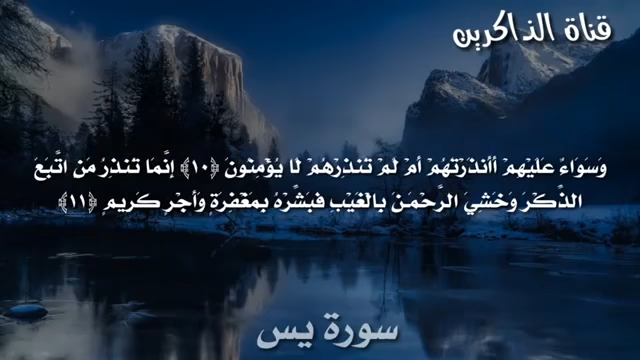 قناة الذاكرين
وَسَوَاءٌ عَلَيْهِمْ أَأَنذَرْتَهُمْ أَمْ لَمْ تُنذِرْهُمْ لَا يُؤْمِنُونَ ﴿١٠﴾ إِنَّمَا تُنذِرُ مَنِ اتَّبَعَ
الذِّكْرَ وَخَشِيَ الرَّحْمَنَ بِالْغَيْبِ فَبَشِّرْهُ بِمَغْفِرَةٍ وَأَجْرٍ كَرِيمٍ ﴿١١﴾
سورة يس